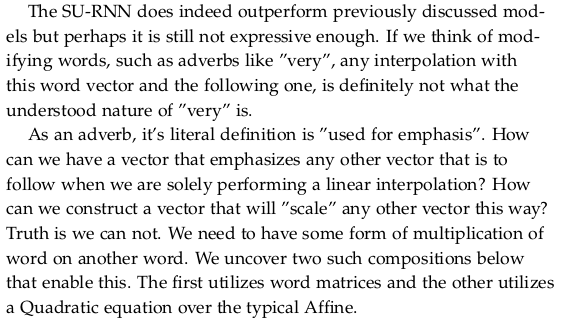 The SU-RNN does indeed outperform previously discussed mod-
els but perhaps it is still not expressive enough. If we think of mod-
ifying words, such as adverbs like ”very”, any interpolation with
this word vector and the following one, is definitely not what the
understood nature of ”very” is.
As an adverb, it’s literal definition is ”used for emphasis”. How
can we have a vector that emphasizes any other vector that is to
follow when we are solely performing a linear interpolation? How
can we construct a vector that will ”scale” any other vector this way?
Truth is we can not. We need to have some form of multiplication of
word on another word. We uncover two such compositions below
that enable this. The first utilizes word matrices and the other utilizes
a Quadratic equation over the typical Affine.